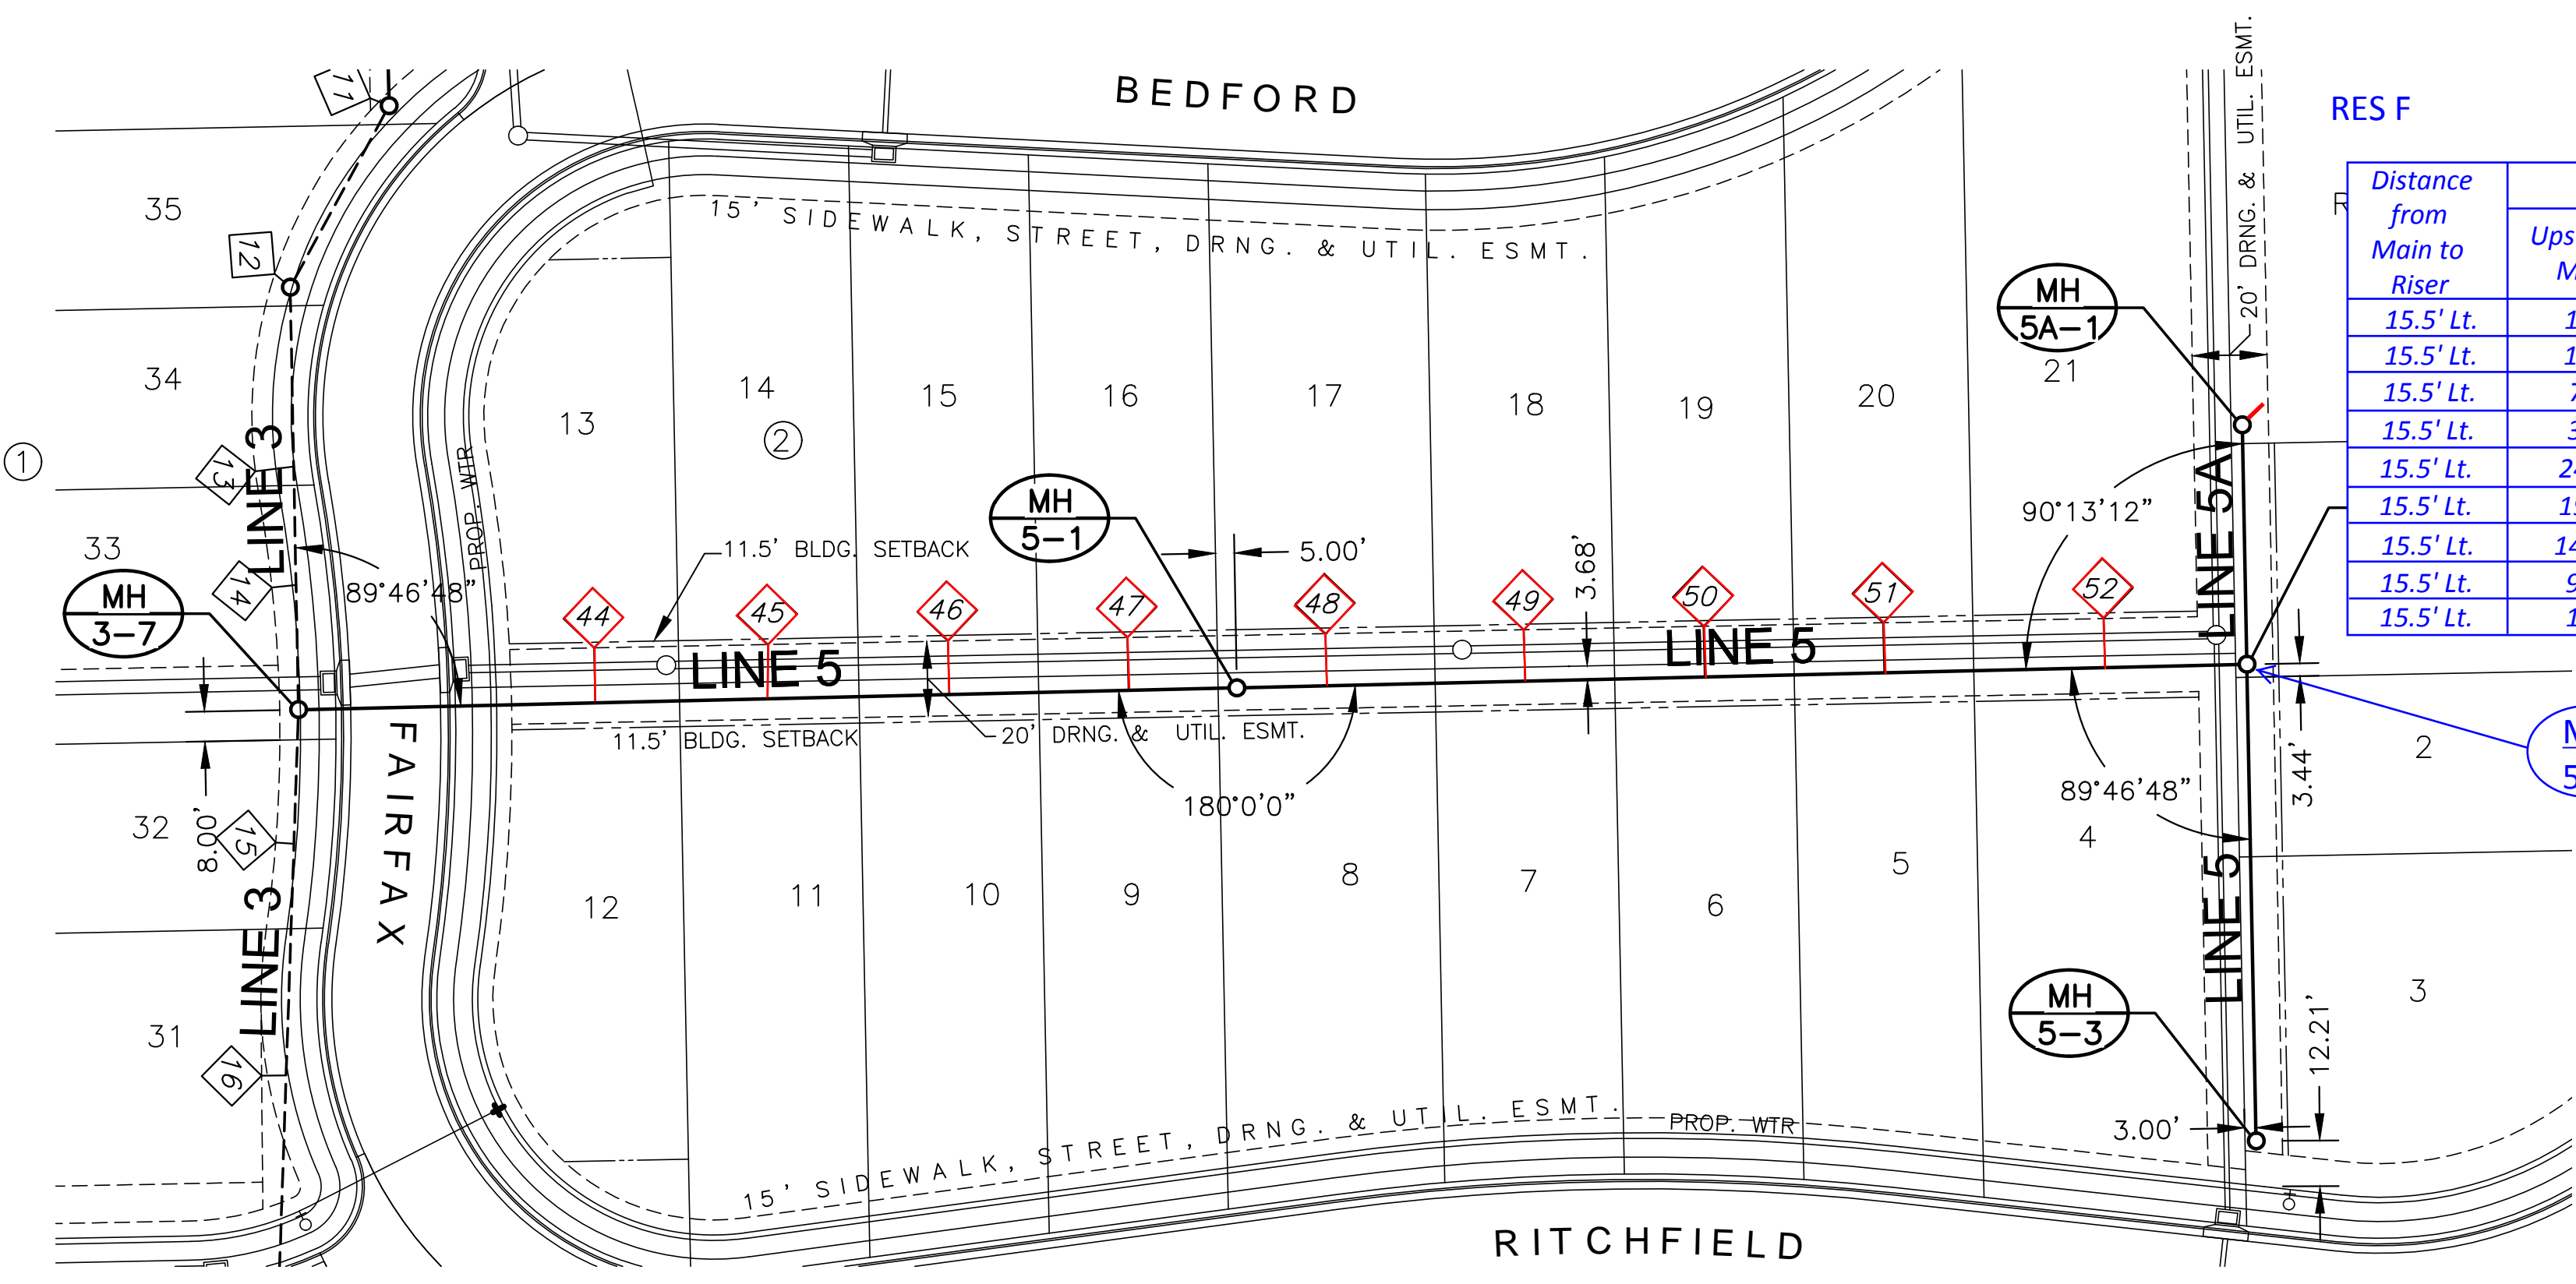 BEDFORD
RES F
20' DRNG. & UTIL. ESMT.
Distance
from
Main to
Riser
15.5' Lt.
15.5' Lt.
15.5' Lt.
15.5' Lt.
15.5' Lt.
15.5' Lt.
15.5' Lt.
15.5' Lt.
15.5' Lt.
11
12
13
14
15
16
35
34
33
32
31
1
15' SIDEWALK, STREET, DRNG. & UTIL. ESMT.
MH
5A-1
21
13
14
2
15
16
17
18
19
20
LINE 3
PROP. WTR
MH
5-1
11.5' BLDG. SETBACK
5.00'
3.68'
90°13'12"
LINE 5A
89°46'48"
MH
3-7
44
45
46
47
48
49
50
51
52
LINE 5
LINE 5
11.5' BLDG. SETBACK
20' DRNG. & UTIL. ESMT.
180°0'0"
89°46'48"
3.44'
8.00'
FAIRFAX
LINE 3
12
11
10
9
8
7
6
5
4
2
3
LINE 5
MH
5-3
12.21'
3.00'
15' SIDEWALK, STREET, DRNG. & UTIL. ESMT.
PROP. WTR
RITCHFIELD